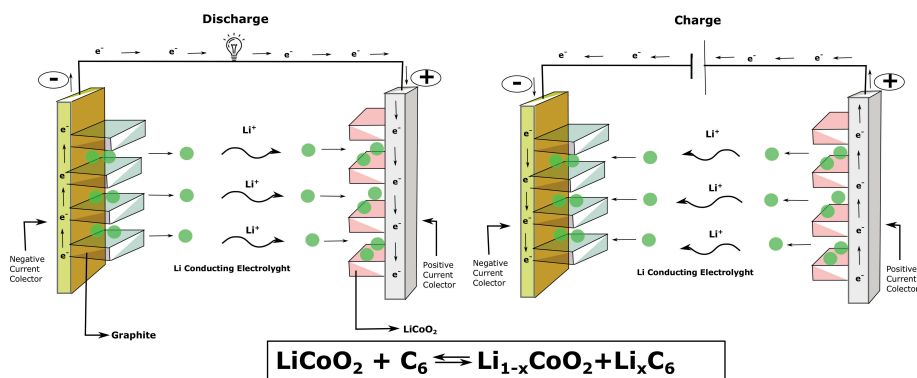 Discharge
e⁻ e⁻ e⁻ e⁻ e⁻
-
+
e⁻
e⁻
e⁻
e⁻
e⁻
e⁻
e⁻
e⁻
Li⁺
Li⁺
Li⁺
Negative
Current
Colector
Li Conducting Electrolyght
Positive
Current
Colector
Graphite
LiCoO₂
Charge
e⁻ e⁻ e⁻ e⁻ e⁻
-
+
e⁻
e⁻
e⁻
e⁻
e⁻
e⁻
e⁻
e⁻
Li⁺
Li⁺
Li⁺
Negative
Current
Colector
Li Conducting Electrolyght
Positive
Current
Colector
LiCoO₂ + C₆ ⇌ Li₁₋ₓCoO₂+LiₓC₆